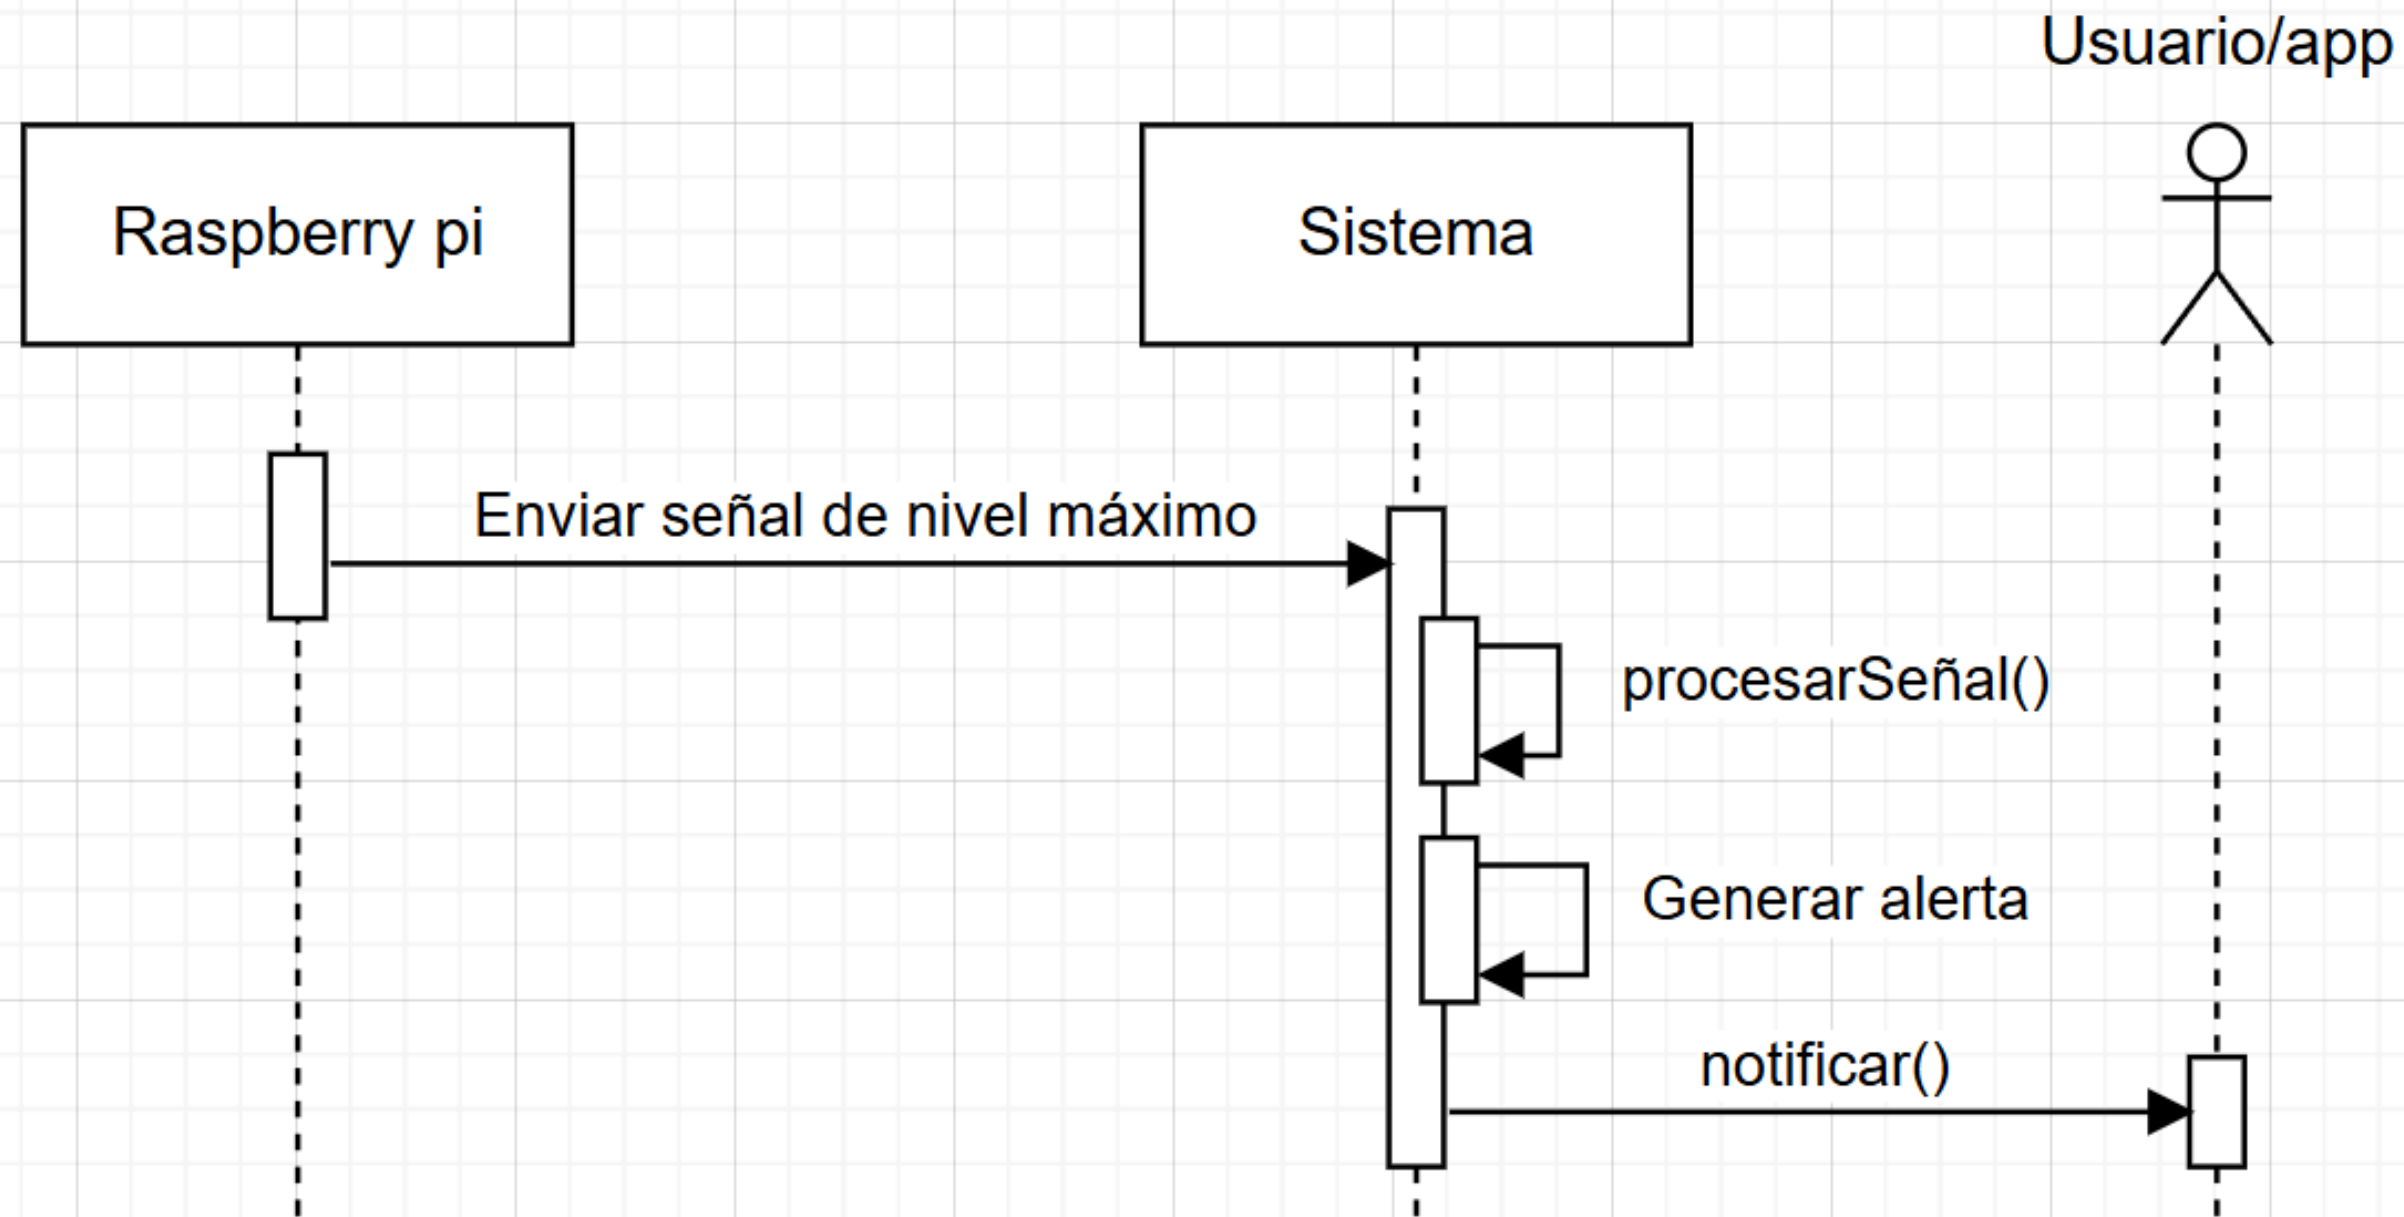 Usuario/app
Raspberry pi
Sistema
Enviar señal de nivel máximo
procesarSeñal()
Generar alerta
notificar()